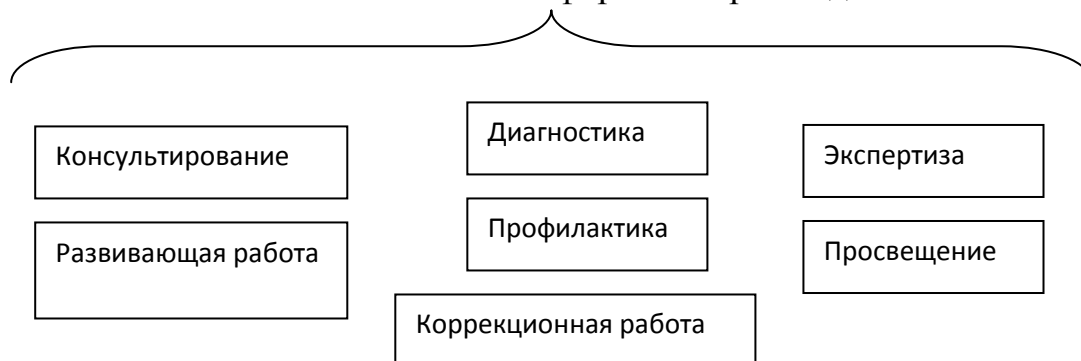 Консультирование
Диагностика
Экспертиза
Развивающая работа
Профилактика
Просвещение
Коррекционная работа